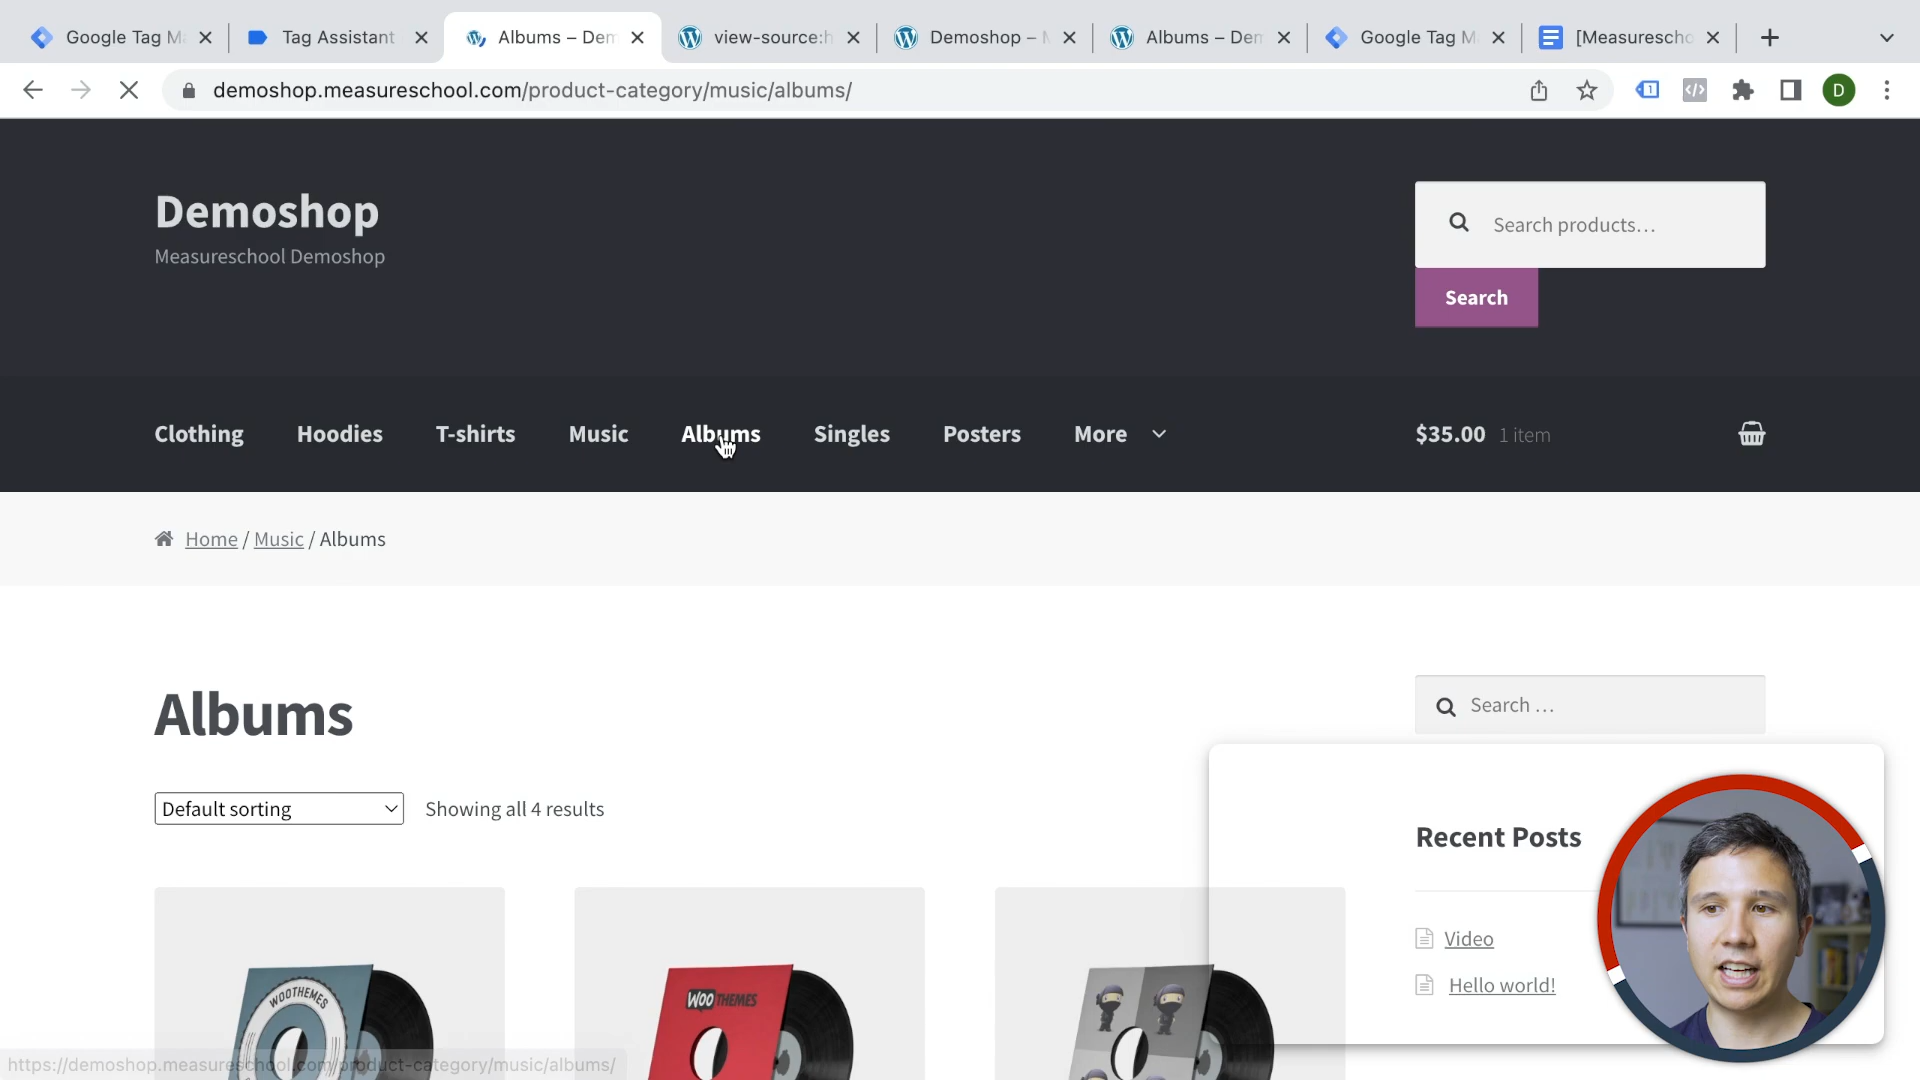 Google Tag M
Tag Assistant
Albums – Dem
view-source:h
Demoshop – M
Albums – Dem
Google Tag M
[Measurescho
demoshop.measureschool.com/product-category/music/albums/
1
D
Demoshop
Measureschool Demoshop
Search products…
Search
Clothing
Hoodies
T-shirts
Music
Albums
Singles
Posters
More
$35.00 1 item
Home / Music / Albums
Albums
Search …
Default sorting
Showing all 4 results
Recent Posts
Video
Hello world!
WOOTHEMES
WOO THEMES
https://demoshop.measureschool.com/product-category/music/albums/